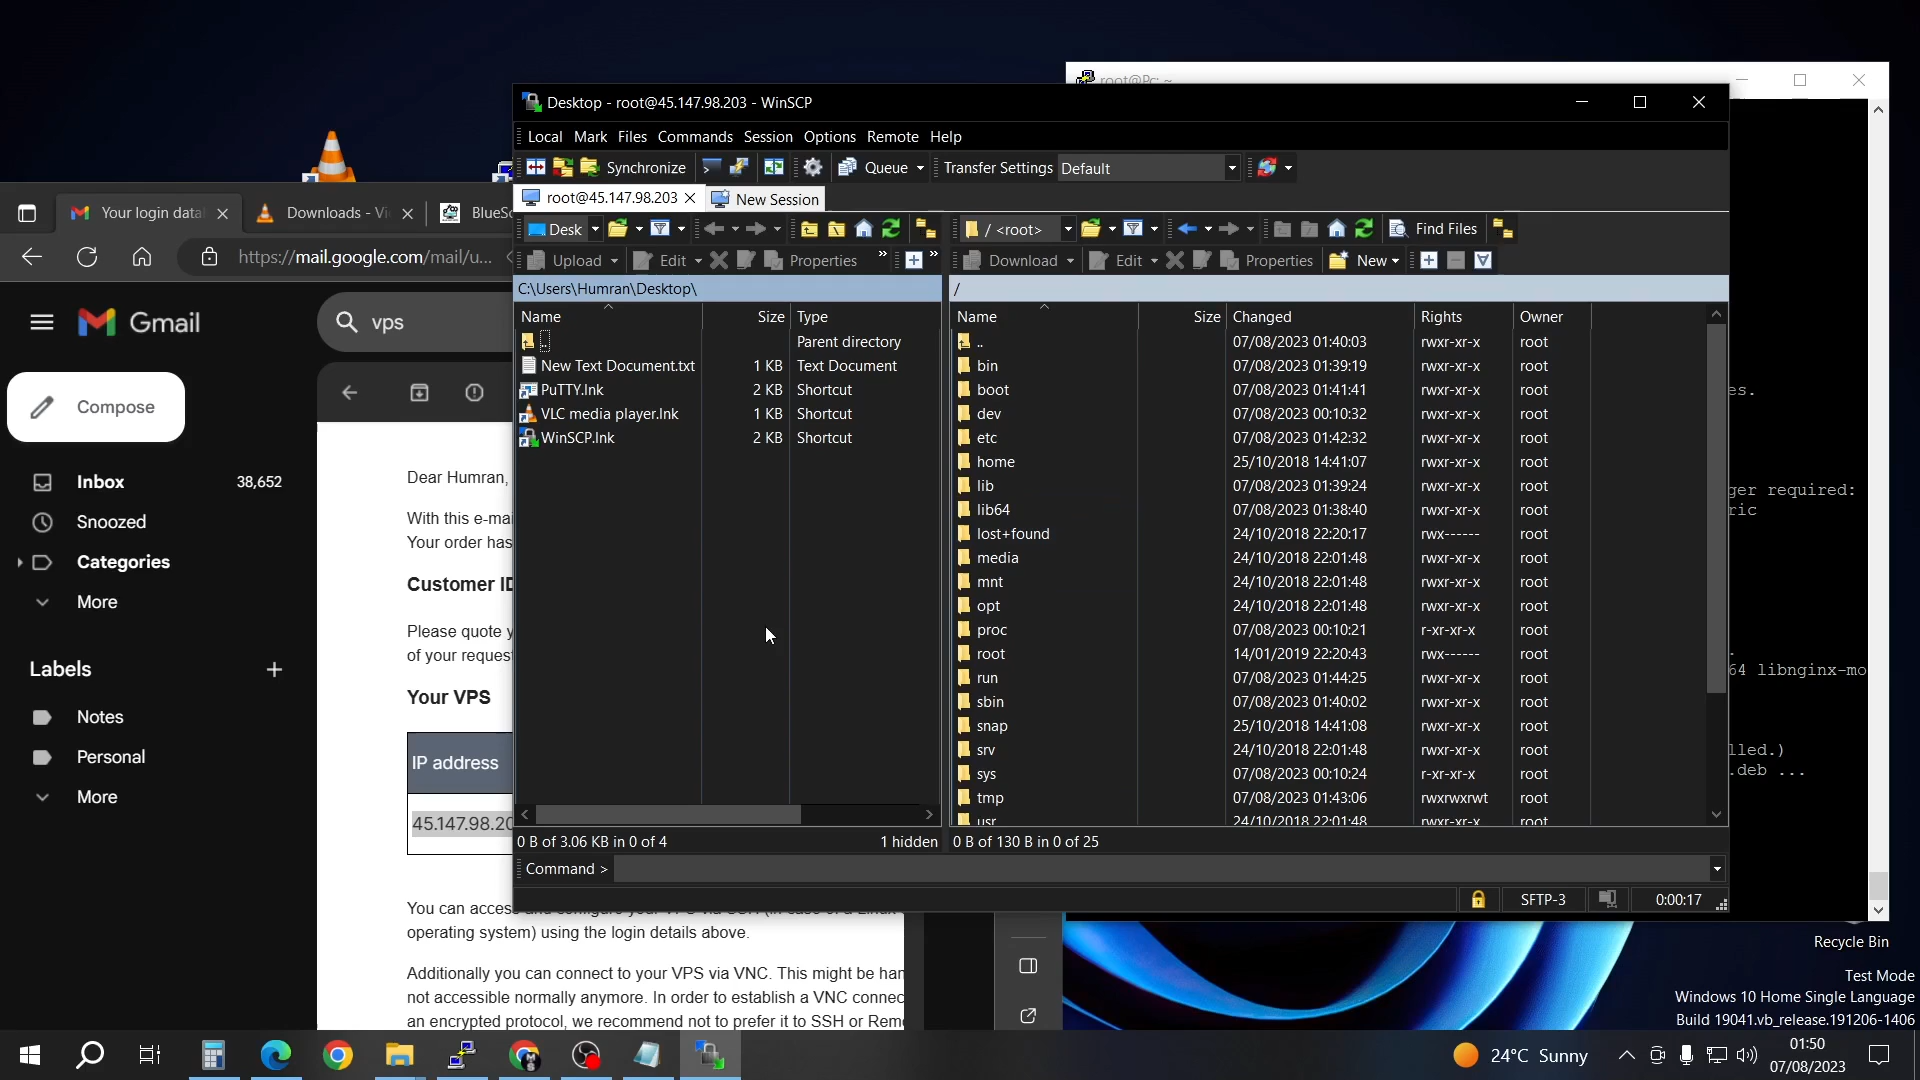 root@Pc: ~
Desktop - root@45.147.98.203 - WinSCP
Local Mark Files Commands Session Options Remote Help
Synchronize Queue Transfer Settings Default
root@45.147.98.203 New Session
Desk / <root> Find Files
Upload Edit Properties » » Download Edit Properties New
C:\Users\Humran\Desktop\ /
Name Size Type
.. Parent directory
New Text Document.txt 1 KB Text Document
PuTTY.lnk 2 KB Shortcut
VLC media player.lnk 1 KB Shortcut
WinSCP.lnk 2 KB Shortcut
Name Size Changed Rights Owner
.. 07/08/2023 01:40:03 rwxr-xr-x root
bin 07/08/2023 01:39:19 rwxr-xr-x root
boot 07/08/2023 01:41:41 rwxr-xr-x root
dev 07/08/2023 00:10:32 rwxr-xr-x root
etc 07/08/2023 01:42:32 rwxr-xr-x root
home 25/10/2018 14:41:07 rwxr-xr-x root
lib 07/08/2023 01:39:24 rwxr-xr-x root
lib64 07/08/2023 01:38:40 rwxr-xr-x root
lost+found 24/10/2018 22:20:17 rwx------ root
media 24/10/2018 22:01:48 rwxr-xr-x root
mnt 24/10/2018 22:01:48 rwxr-xr-x root
opt 24/10/2018 22:01:48 rwxr-xr-x root
proc 07/08/2023 00:10:21 r-xr-xr-x root
root 14/01/2019 22:20:43 rwx------ root
run 07/08/2023 01:44:25 rwxr-xr-x root
sbin 07/08/2023 01:40:02 rwxr-xr-x root
snap 25/10/2018 14:41:08 rwxr-xr-x root
srv 24/10/2018 22:01:48 rwxr-xr-x root
sys 07/08/2023 00:10:24 r-xr-xr-x root
tmp 07/08/2023 01:43:06 rwxrwxrwt root
usr 24/10/2018 22:01:48 rwxr-xr-x root
0 B of 3.06 KB in 0 of 4 1 hidden 0 B of 130 B in 0 of 25
Command >
SFTP-3 0:00:17
Your login data Downloads - Vi BlueS
https://mail.google.com/mail/u...
Gmail vps
Compose
Inbox 38,652
Snoozed
Categories
More
Labels
Notes
Personal
More
Dear Humran,
With this e-mai
Your order has
Customer ID
Please quote y
of your request
Your VPS
IP address
45.147.98.20
You can access
operating system) using the login details above.
Additionally you can connect to your VPS via VNC. This might be han
not accessible normally anymore. In order to establish a VNC connec
an encrypted protocol, we recommend not to prefer it to SSH or Rem
es.
ger required:
ric
.
64 libnginx-mo
lled.)
.deb ...
Recycle Bin
Test Mode
Windows 10 Home Single Language
Build 19041.vb_release.191206-1406
24°C Sunny
01:50
07/08/2023